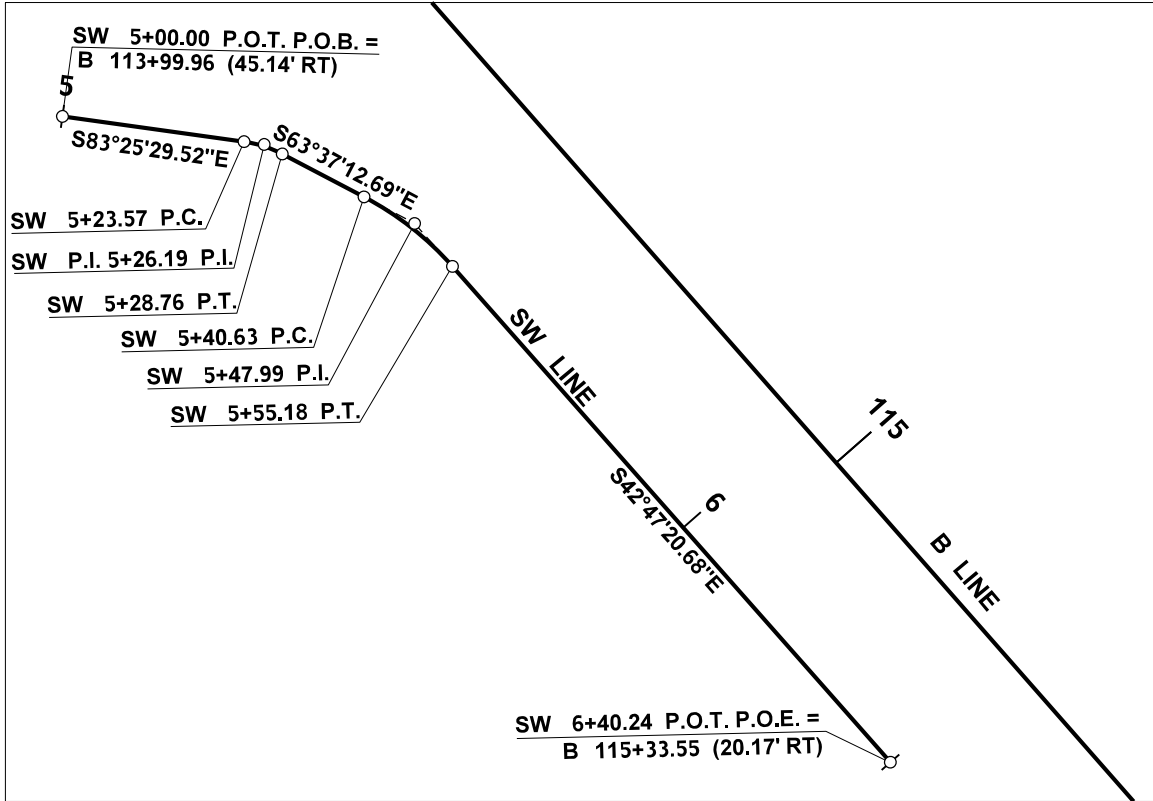 SW 5+00.00 P.O.T. P.O.B. =
B 113+99.96 (45.14' RT)
5
S83°25'29.52"E
S63°37'12.69"E
SW 5+23.57 P.C.
SW P.I. 5+26.19 P.I.
SW 5+28.76 P.T.
SW 5+40.63 P.C.
SW 5+47.99 P.I.
SW 5+55.18 P.T.
SW LINE
115
6
S42°47'20.68"E
B LINE
SW 6+40.24 P.O.T. P.O.E. =
B 115+33.55 (20.17' RT)